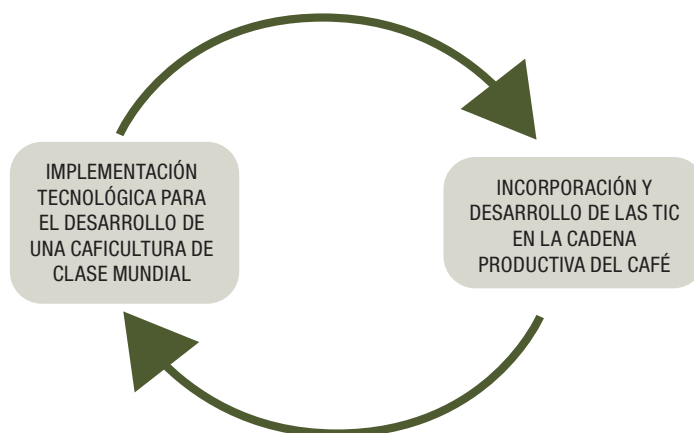 IMPLEMENTACIÓN
TECNOLÓGICA PARA
EL DESARROLLO DE
UNA CAFICULTURA DE
CLASE MUNDIAL
INCORPORACIÓN Y
DESARROLLO DE LAS TIC
EN LA CADENA
PRODUCTIVA DEL CAFÉ